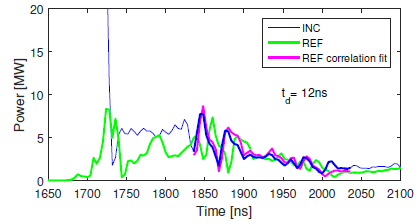 20
15
10
5
0
Power [MW]
INC
REF
REF correlation fit
t_d= 12ns
1650 1700 1750 1800 1850 1900 1950 2000 2050 2100
Time [ns]